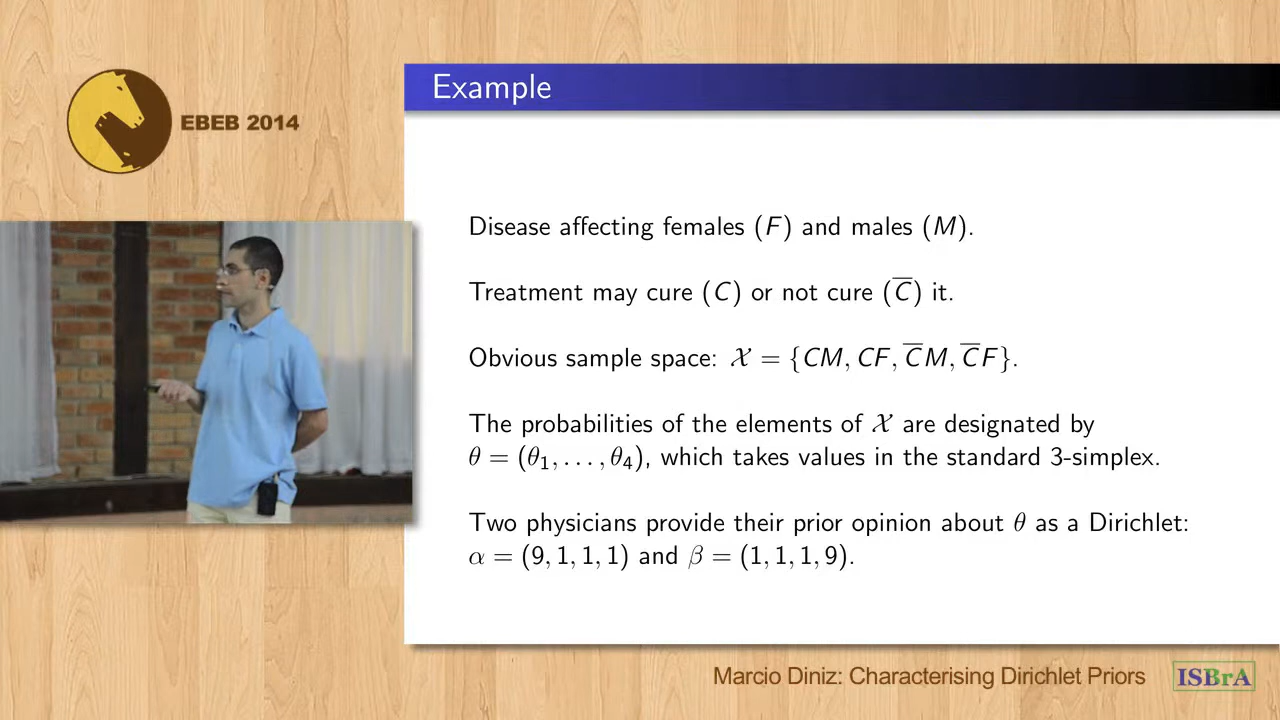 EBEB 2014
Example
Disease affecting females (F) and males (M).
Treatment may cure (C) or not cure (C̅) it.
Obvious sample space: 𝒳 = {CM, CF, C̅M, C̅F}.
The probabilities of the elements of 𝒳 are designated by
θ = (θ₁, . . . , θ₄), which takes values in the standard 3-simplex.
Two physicians provide their prior opinion about θ as a Dirichlet:
α = (9, 1, 1, 1) and β = (1, 1, 1, 9).
Marcio Diniz: Characterising Dirichlet Priors
ISBrA